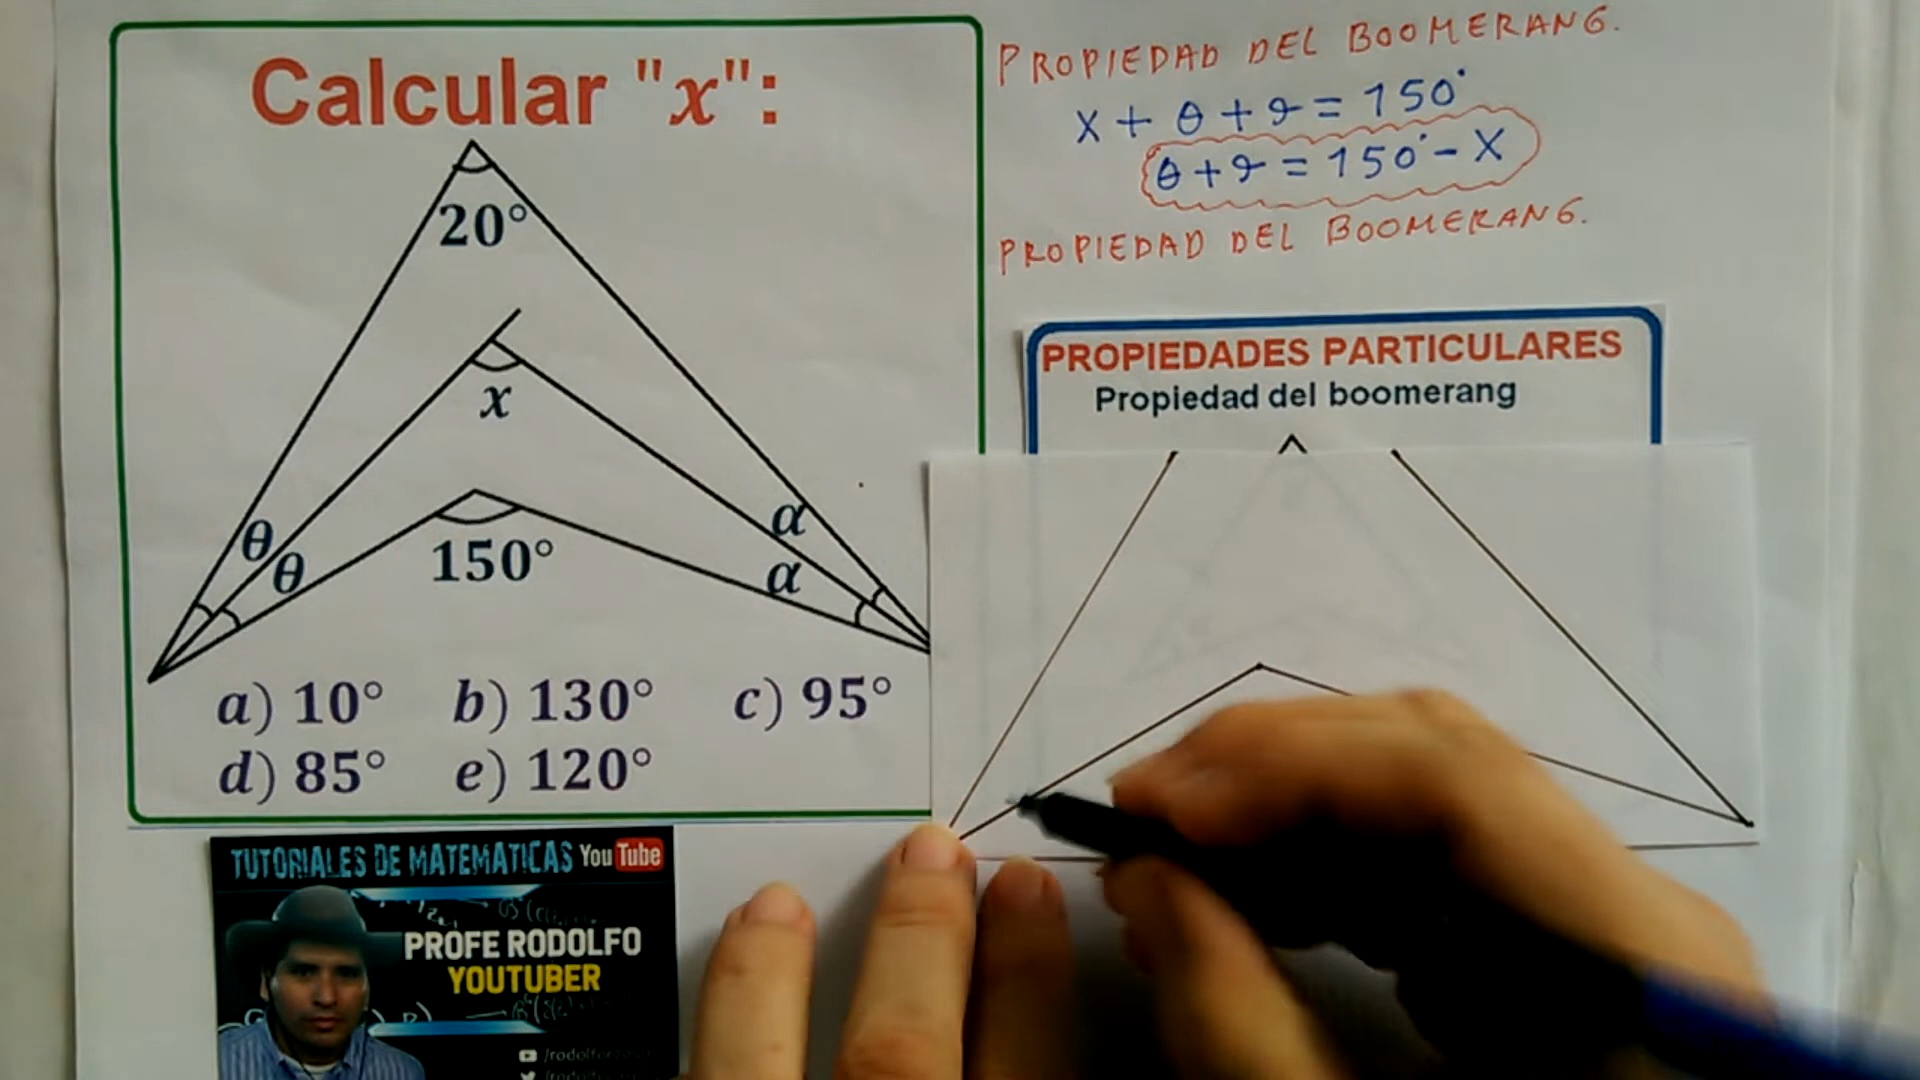 Calcular "x":
20°
x
θ
θ
α
α
150°
a) 10° b) 130° c) 95°
d) 85° e) 120°
PROPIEDAD DEL BOOMERANG.
x + θ + α = 150°
θ + α = 150° - x
PROPIEDAD DEL BOOMERANG.
PROPIEDADES PARTICULARES
Propiedad del boomerang
TUTORIALES DE MATEMATICAS YouTube
PROFE RODOLFO
YOUTUBER